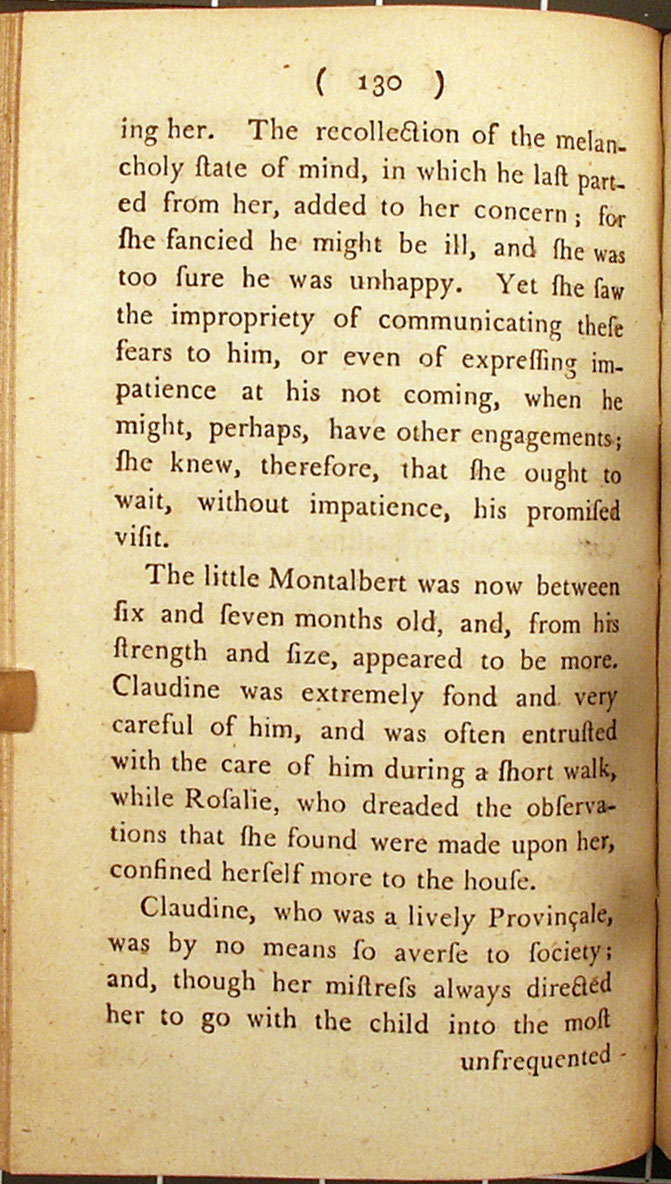 ( 130 )
ing her. The recollection of the melan-
choly ſtate of mind, in which he laſt part-
ed from her, added to her concern ; for
ſhe fancied he might be ill, and ſhe was
too ſure he was unhappy. Yet ſhe ſaw
the impropriety of communicating theſe
fears to him, or even of expreſſing im-
patience at his not coming, when he
might, perhaps, have other engagements ;
ſhe knew, therefore, that ſhe ought to
wait, without impatience, his promiſed
viſit.
The little Montalbert was now between
ſix and ſeven months old, and, from his
ſtrength and ſize, appeared to be more.
Claudine was extremely fond and very
careful of him, and was often entruſted
with the care of him during a ſhort walk,
while Roſalie, who dreaded the obſerva-
tions that ſhe found were made upon her,
confined herſelf more to the houſe.
Claudine, who was a lively Provinçale,
was by no means ſo averſe to ſociety ;
and, though her miſtreſs always directed
her to go with the child into the moſt
unfrequented